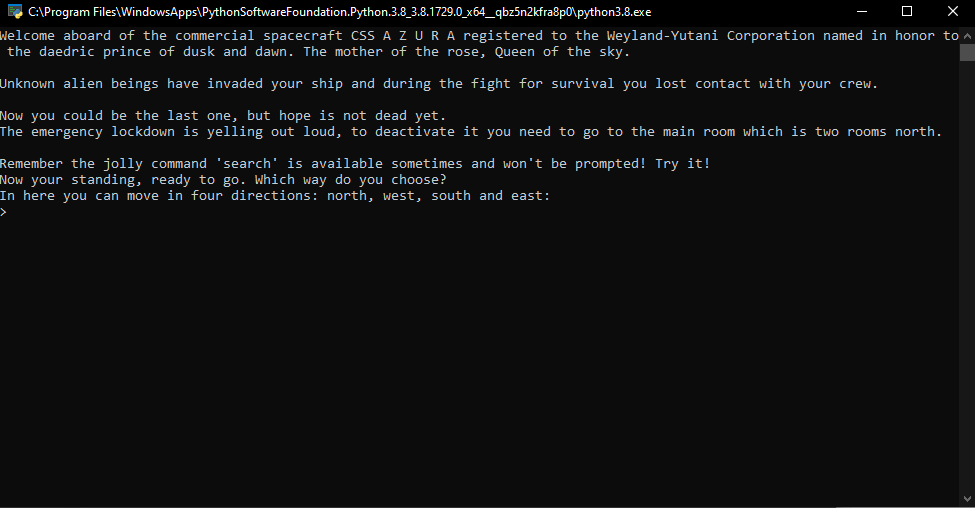 C:\Program Files\WindowsApps\PythonSoftwareFoundation.Python.3.8_3.8.1729.0_x64__qbz5n2kfra8p0\python3.8.exe
Welcome aboard of the commercial spacecraft CSS A Z U R A registered to the Weyland-Yutani Corporation named in honor to
the daedric prince of dusk and dawn. The mother of the rose, Queen of the sky.
Unknown alien beings have invaded your ship and during the fight for survival you lost contact with your crew.
Now you could be the last one, but hope is not dead yet.
The emergency lockdown is yelling out loud, to deactivate it you need to go to the main room which is two rooms north.
Remember the jolly command 'search' is available sometimes and won't be prompted! Try it!
Now your standing, ready to go. Which way do you choose?
In here you can move in four directions: north, west, south and east:
>